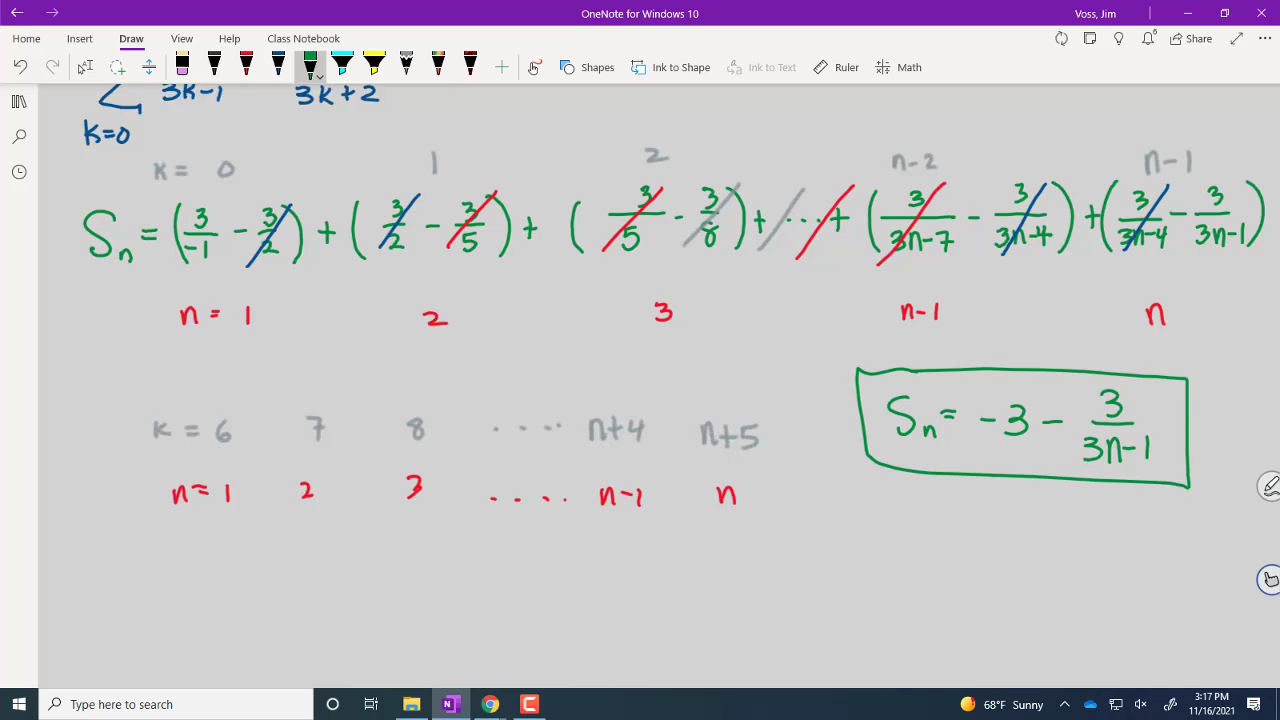 OneNote for Windows 10
Voss, Jim
Home Insert Draw View Help Class Notebook
Share
Shapes Ink to Shape Ink to Text Ruler Math
∑ 3k-1 3k+2
k=0
k = 0 1 2 n-2 n-1
Sn = (3/-1 - 3/2) + (3/2 - 3/5) + (3/5 - 3/8) + ... + (3/3n-7 - 3/3n-4) + (3/3n-4 - 3/3n-1)
n = 1 2 3 n-1 n
Sn = -3 - 3/3n-1
k = 6 7 8 .... n+4 n+5
n = 1 2 3 .... n-1 n
Type here to search
68°F Sunny
3:17 PM
11/16/2021